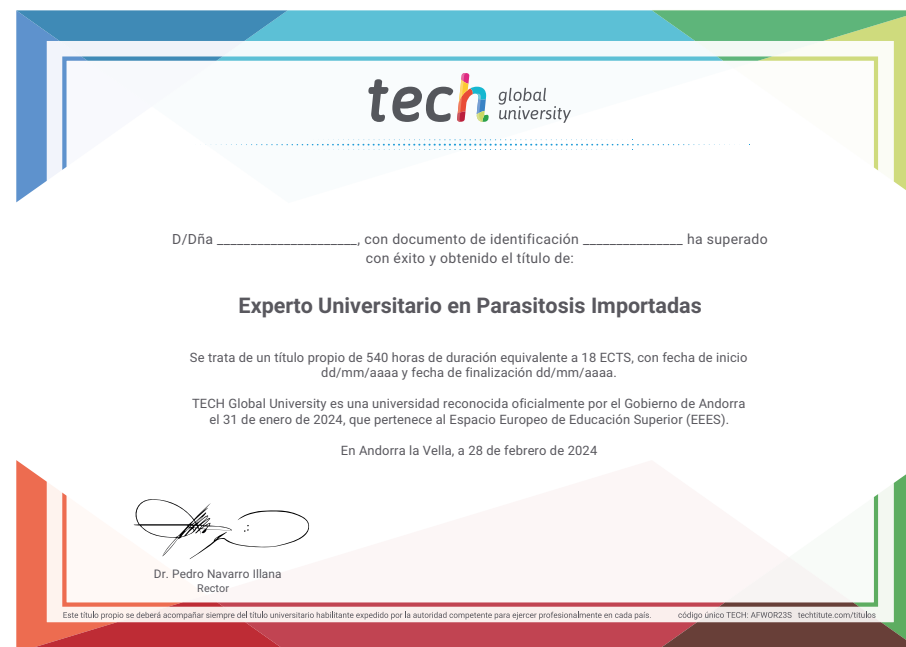 tech global university
D/Dña _____________________, con documento de identificación _______________ ha superado
con éxito y obtenido el título de:
Experto Universitario en Parasitosis Importadas
Se trata de un título propio de 540 horas de duración equivalente a 18 ECTS, con fecha de inicio
dd/mm/aaaa y fecha de finalización dd/mm/aaaa.
TECH Global University es una universidad reconocida oficialmente por el Gobierno de Andorra
el 31 de enero de 2024, que pertenece al Espacio Europeo de Educación Superior (EEES).
En Andorra la Vella, a 28 de febrero de 2024
Dr. Pedro Navarro Illana
Rector
Este título propio se deberá acompañar siempre del título universitario habilitante expedido por la autoridad competente para ejercer profesionalmente en cada país. código único TECH: AFWOR23S techtitute.com/titulos